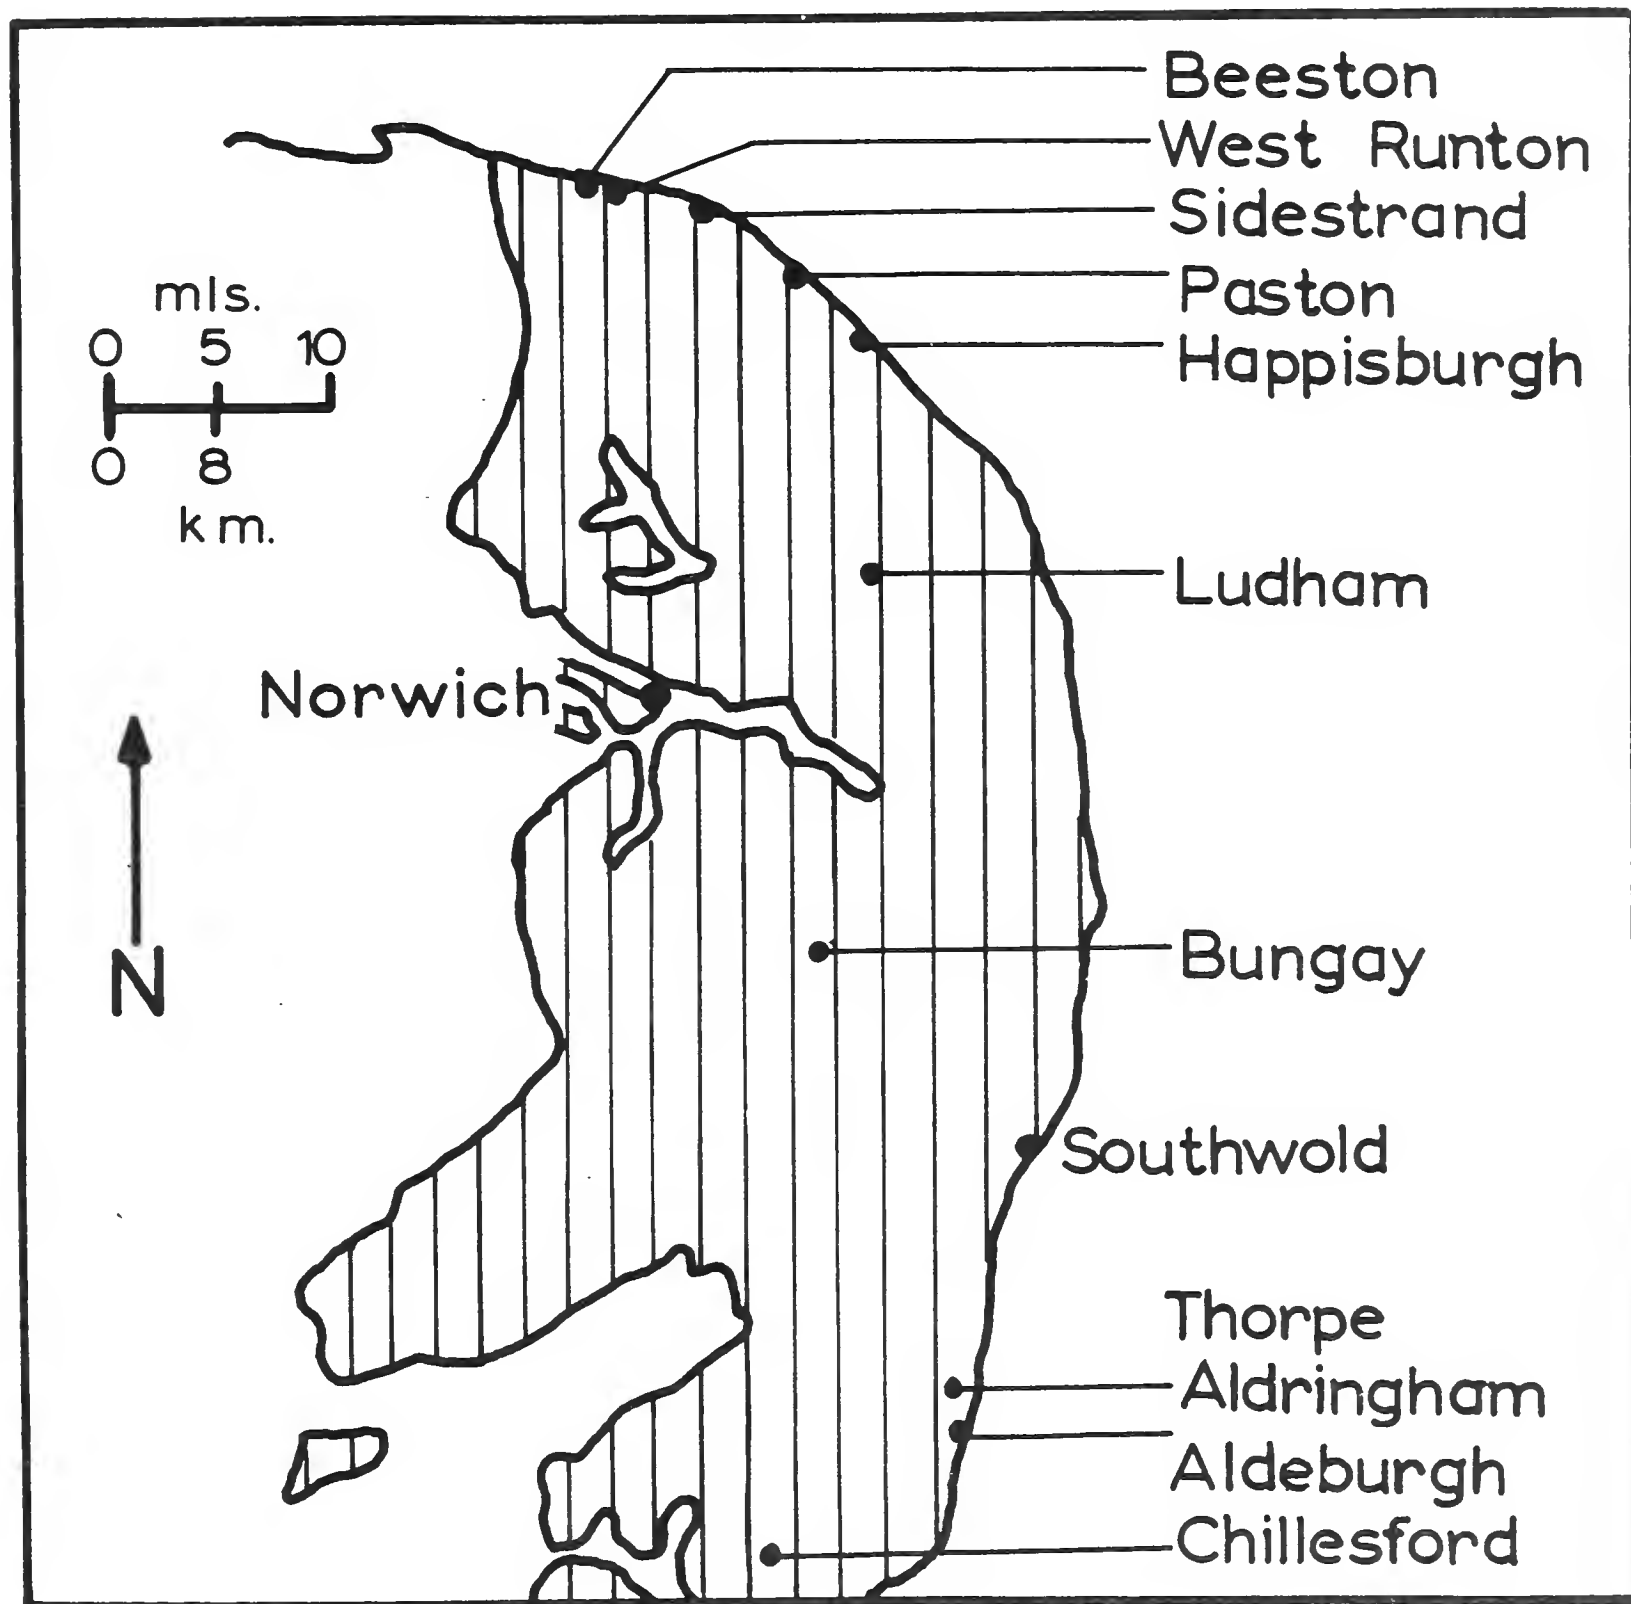 Beeston
West Runton
Sidestrand
Paston
Happisburgh
mls.
0 5 10
0 8
km.
Ludham
Norwich
N
Bungay
Southwold
Thorpe
Aldringham
Aldeburgh
Chillesford